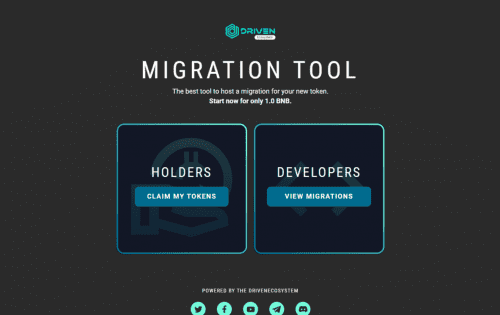 DRIVEN
MIGRATION TOOL
The best tool to host a migration for your new token.
Start now for only 1.0 BNB.
HOLDERS
CLAIM MY TOKENS
DEVELOPERS
VIEW MIGRATIONS
POWERED BY THE DRIVENECOSYSTEM